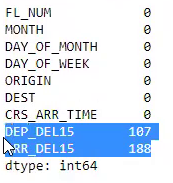 FL_NUM 0
MONTH 0
DAY_OF_MONTH 0
DAY_OF_WEEK 0
ORIGIN 0
DEST 0
CRS_ARR_TIME 0
DEP_DEL15 107
RR_DEL15 188
dtype: int64